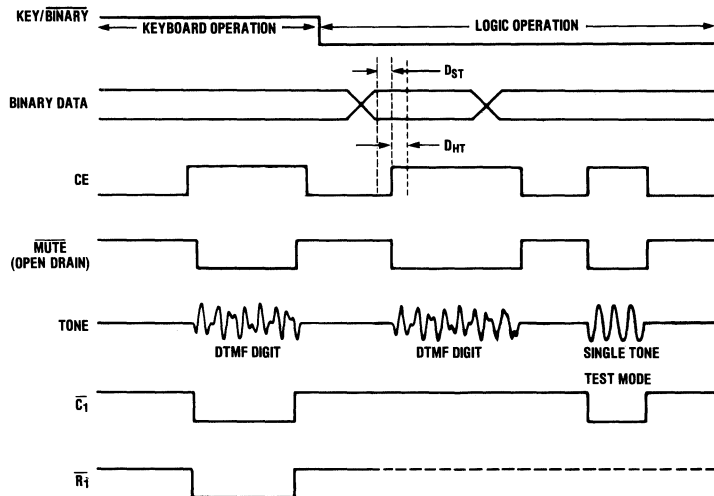 KEY/BINARY
KEYBOARD OPERATION
LOGIC OPERATION
DST
BINARY DATA
DHT
CE
MUTE
(OPEN DRAIN)
TONE
DTMF DIGIT
DTMF DIGIT
SINGLE TONE
TEST MODE
C1
R1